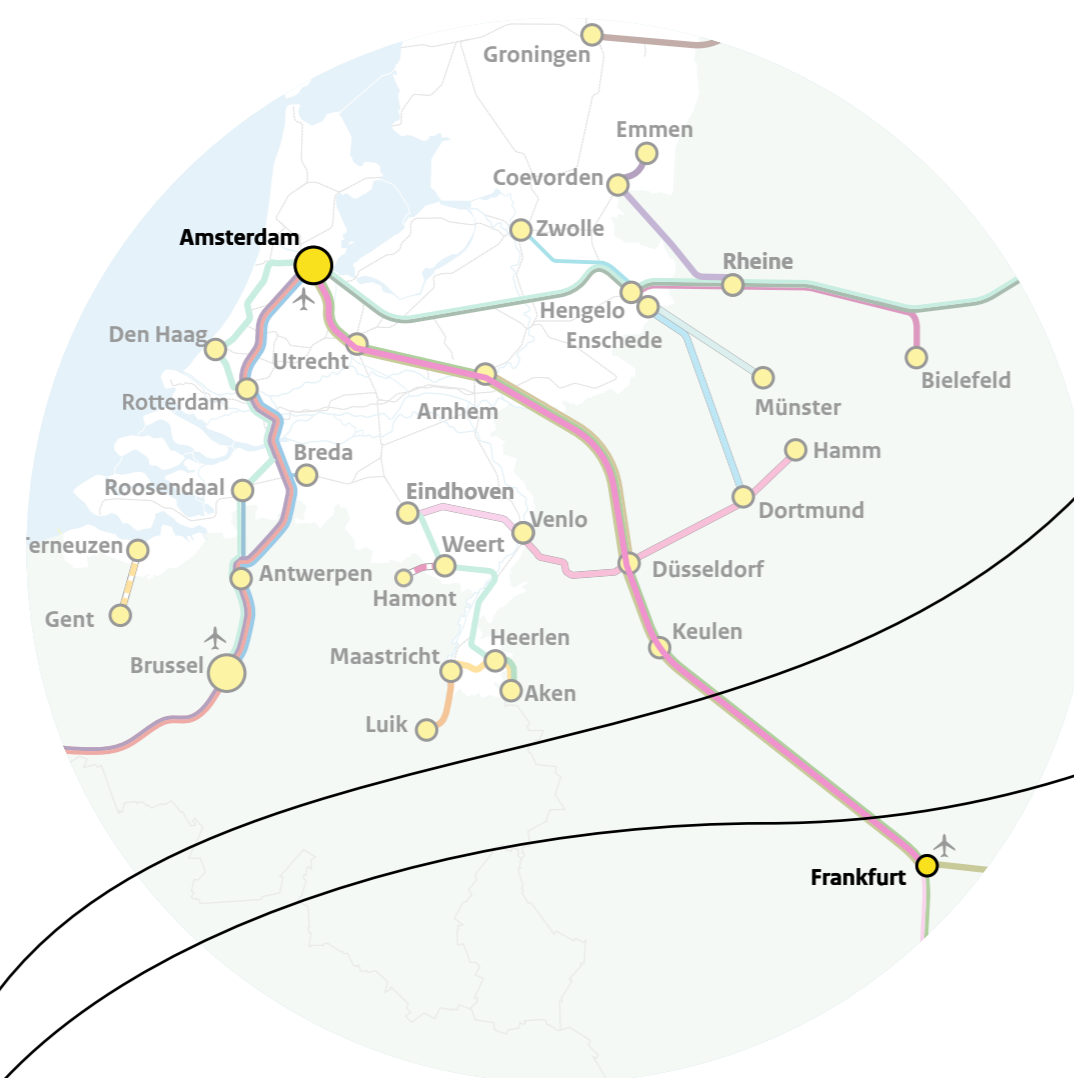 Groningen
Emmen
Coevorden
Zwolle
Amsterdam
Rheine
Hengelo
Den Haag
Enschede
Utrecht
Bielefeld
Rotterdam
Arnhem
Münster
Breda
Hamm
Roosendaal
Eindhoven
Dortmund
Venlo
erneuzen
Weert
Antwerpen
Düsseldorf
Hamont
Gent
Keulen
Heerlen
Maastricht
Brussel
Aken
Luik
Frankfurt